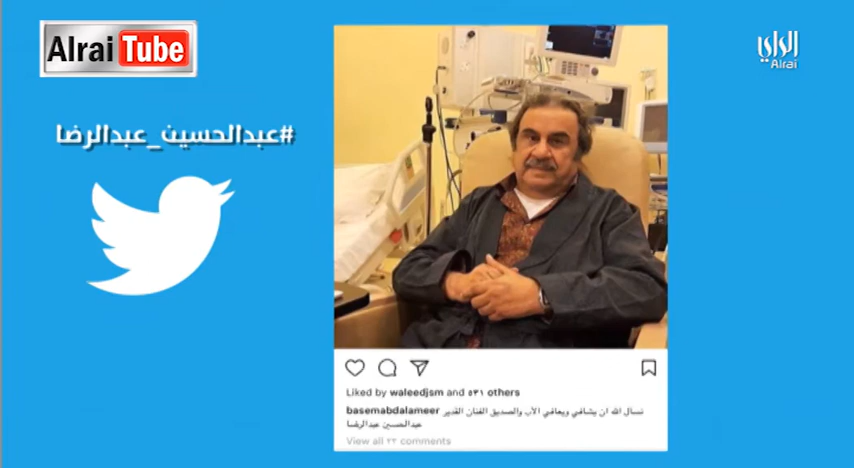 Alrai Tube
الراي
Alrai
#عبدالحسين_عبدالرضا
Liked by waleedjsm and ٥٣١ others
basemabdalameer نسأل الله ان يشافي ويعافي الأب والصديق الفنان القدير
عبدالحسين عبدالرضا
View all ٢٢ comments